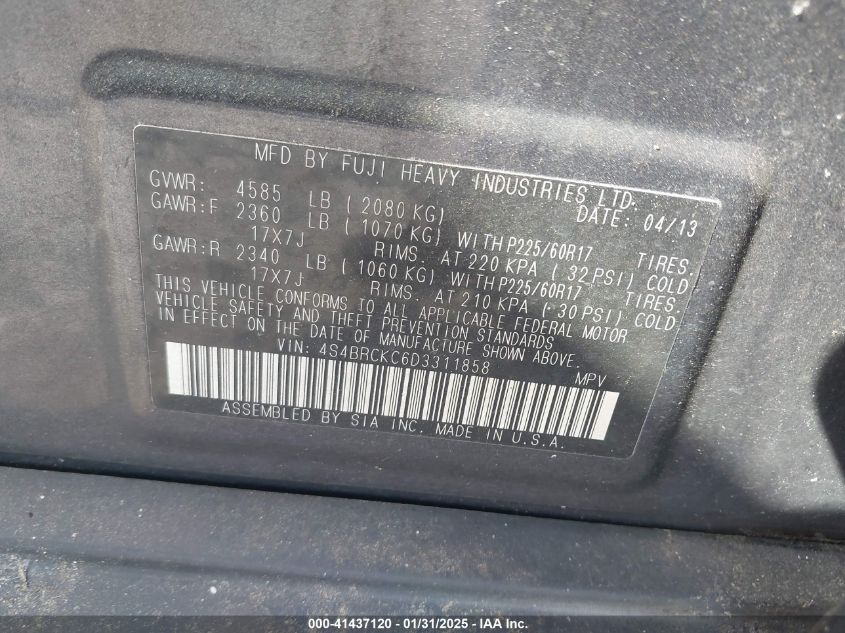 MFD BY FUJI HEAVY INDUSTRIES LTD.
DATE: 04/13
GVWR: 4585 LB ( 2080 KG)
GAWR:F 2360 LB ( 1070 KG) WITH P225/60R17 TIRES,
17X7J RIMS, AT 220 KPA ( 32 PSI) COLD
GAWR:R 2340 LB ( 1060 KG) WITH P225/60R17 TIRES,
17X7J RIMS, AT 210 KPA ( 30 PSI) COLD
THIS VEHICLE CONFORMS TO ALL APPLICABLE FEDERAL MOTOR
VEHICLE SAFETY AND THEFT PREVENTION STANDARDS
IN EFFECT ON THE DATE OF MANUFACTURE SHOWN ABOVE.
VIN: 4S4BRCKC6D3311858 MPV
ASSEMBLED BY SIA INC. MADE IN U.S.A.
000-41437120 - 01/31/2025 - IAA Inc.